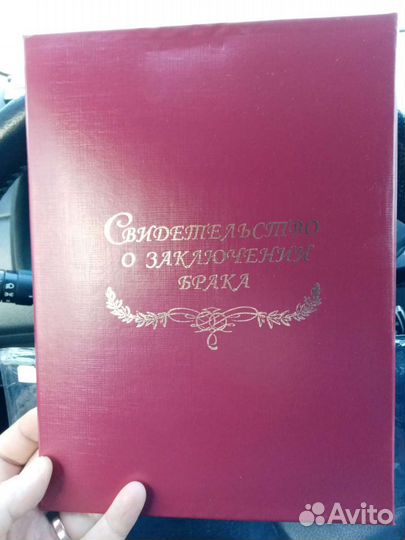 Свидетельство
о заключении
брака
Avito